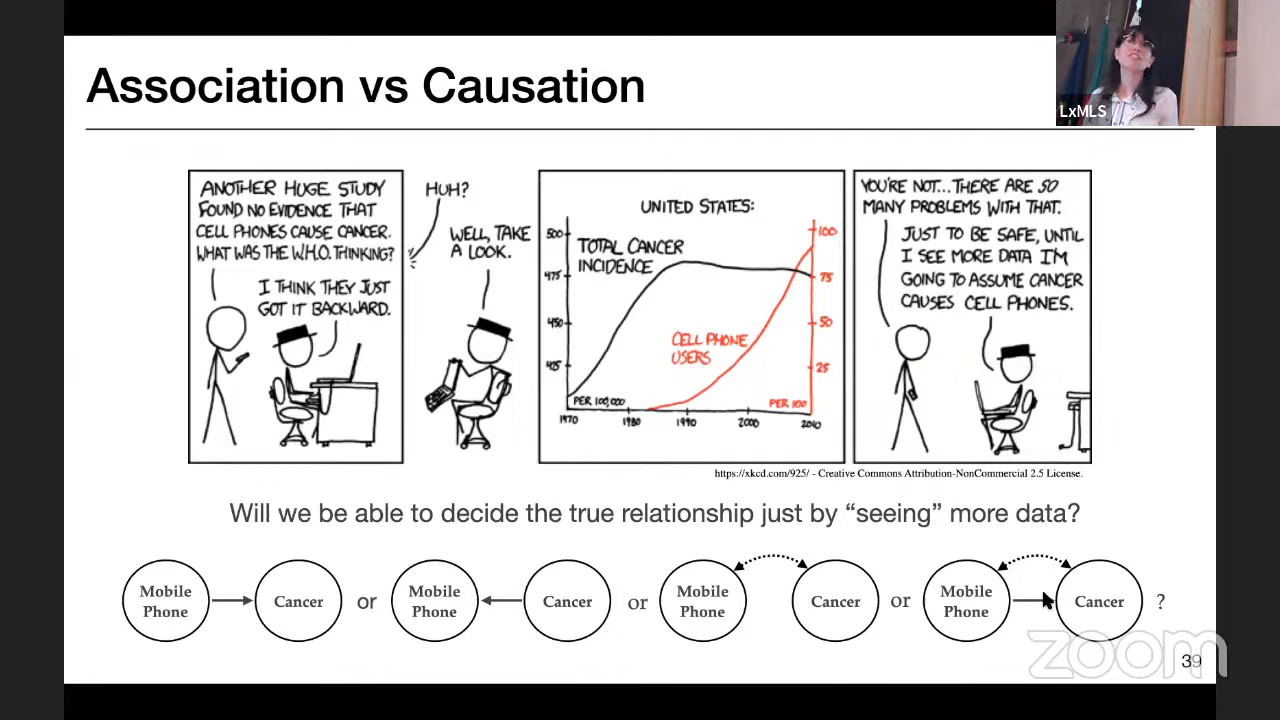 Association vs Causation
LxMLS
ANOTHER HUGE STUDY
FOUND NO EVIDENCE THAT
CELL PHONES CAUSE CANCER.
WHAT WAS THE W.H.O. THINKING?
I THINK THEY JUST
GOT IT BACKWARD.
HUH?
WELL, TAKE
A LOOK.
UNITED STATES:
500
475
450
425
TOTAL CANCER
INCIDENCE
CELL PHONE
USERS
100
75
50
25
PER 100,000
PER 100
1970
1980
1990
2000
2010
YOU'RE NOT... THERE ARE SO
MANY PROBLEMS WITH THAT.
JUST TO BE SAFE, UNTIL
I SEE MORE DATA I'M
GOING TO ASSUME CANCER
CAUSES CELL PHONES.
https://xkcd.com/925/ - Creative Commons Attribution-NonCommercial 2.5 License.
Will we be able to decide the true relationship just by “seeing” more data?
Mobile
Phone
Cancer
or
Mobile
Phone
Cancer
or
Mobile
Phone
Cancer
or
Mobile
Phone
Cancer
?
zoom
39